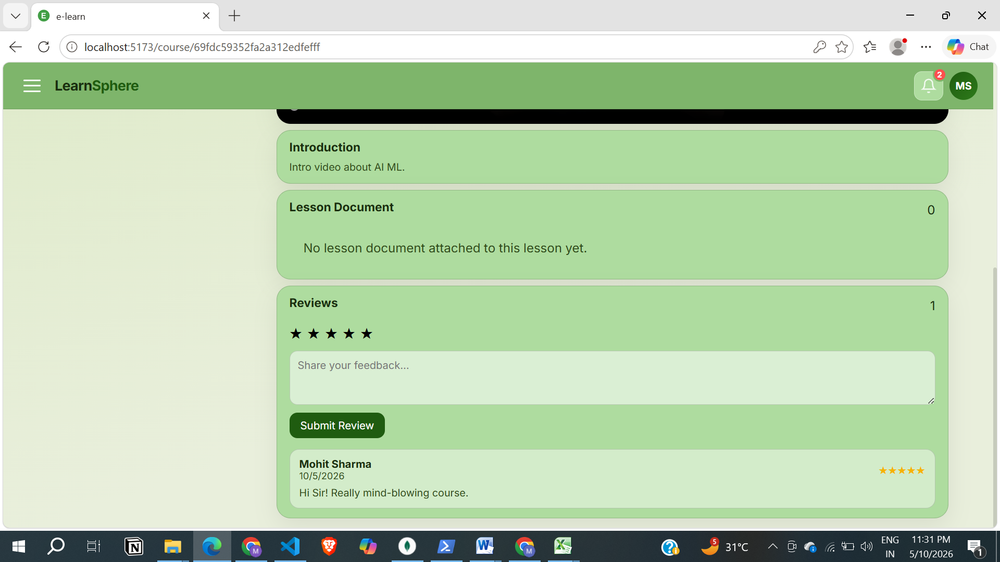 E e-learn
localhost:5173/course/69fdc59352fa2a312edfefff
Chat
LearnSphere
2
MS
Introduction
Intro video about AI ML.
Lesson Document
0
No lesson document attached to this lesson yet.
Reviews
1
★ ★ ★ ★ ★
Share your feedback...
Submit Review
Mohit Sharma
10/5/2026
★★★★★
Hi Sir! Really mind-blowing course.
5
31°C
ENG
IN
11:31 PM
5/10/2026
1